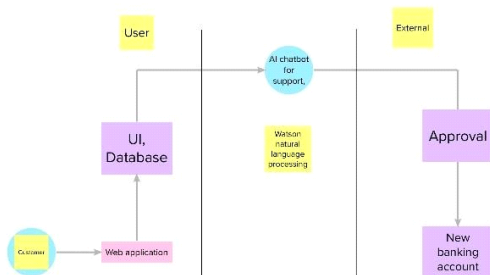 User
External
AI chatbot
for
support,
UI,
Database
Watson
natural
language
processing
Approval
Customer
Web application
New
banking
account